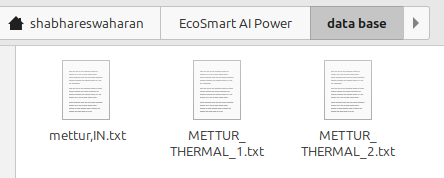 shabhareswaharan EcoSmart AI Power data base
mettur,IN.txt METTUR_ METTUR_
THERMAL_1.txt THERMAL_2.txt